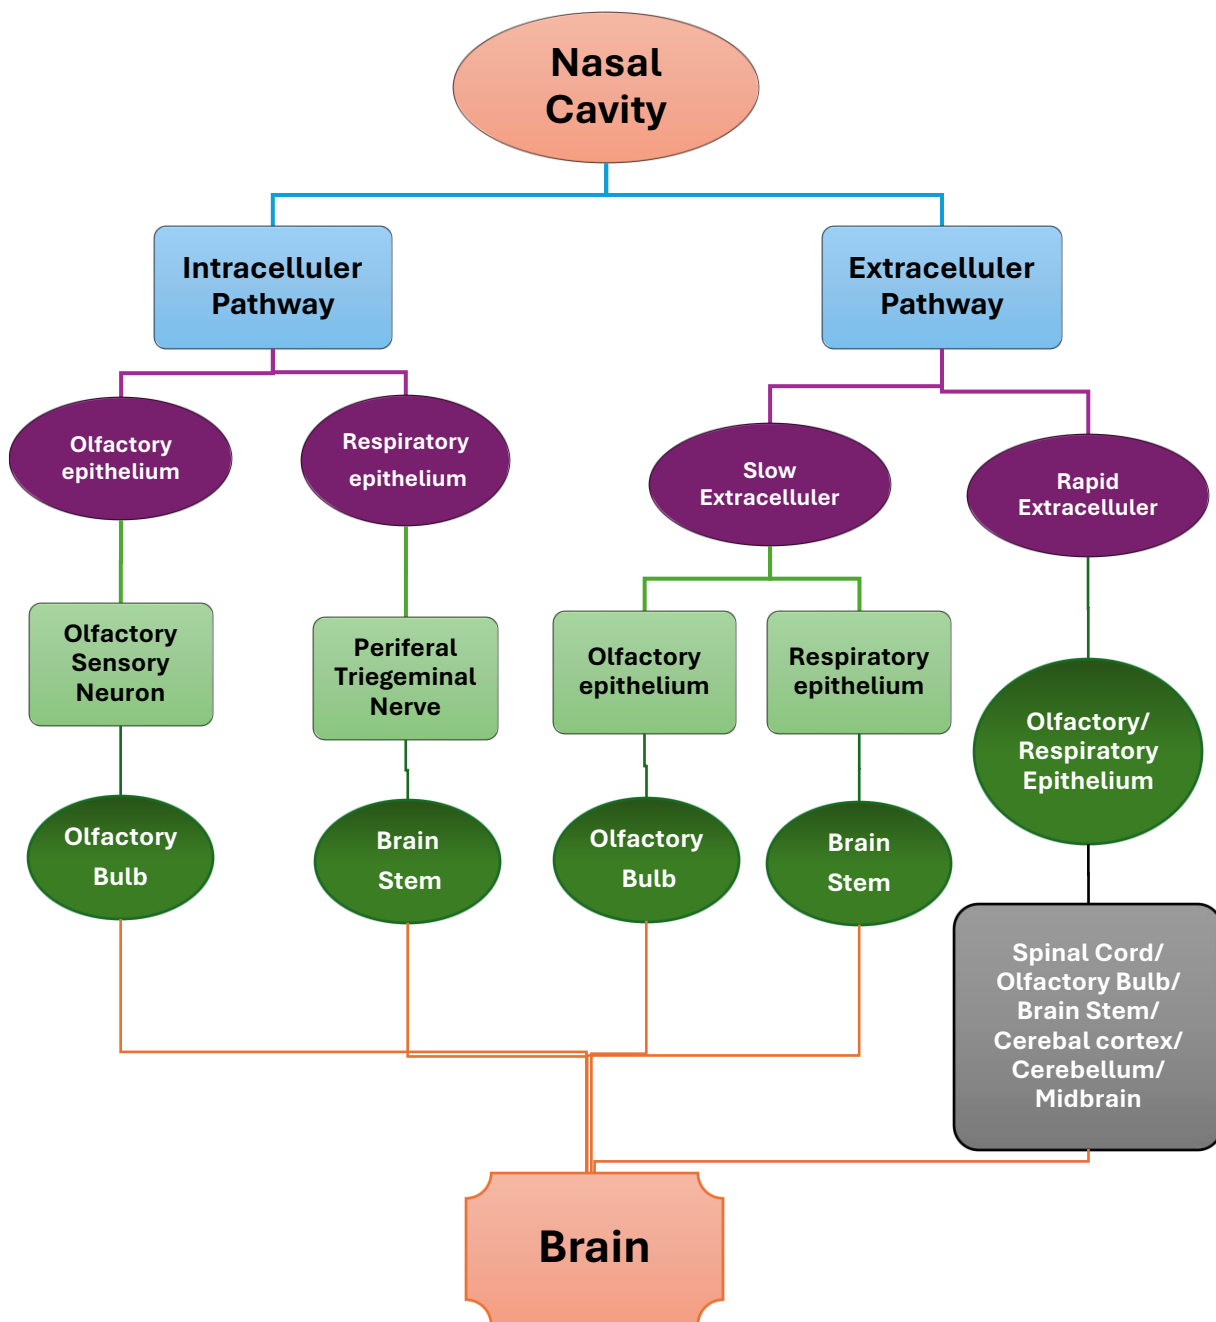 Nasal
Cavity
Intracelluler
Pathway
Extracelluler
Pathway
Olfactory
epithelium
Respiratory
epithelium
Slow
Extracelluler
Rapid
Extracelluler
Olfactory
Sensory
Neuron
Periferal
Triegeminal
Nerve
Olfactory
epithelium
Respiratory
epithelium
Olfactory/
Respiratory
Epithelium
Olfactory
Bulb
Brain
Stem
Olfactory
Bulb
Brain
Stem
Spinal Cord/
Olfactory Bulb/
Brain Stem/
Cerebal cortex/
Cerebellum/
Midbrain
Brain